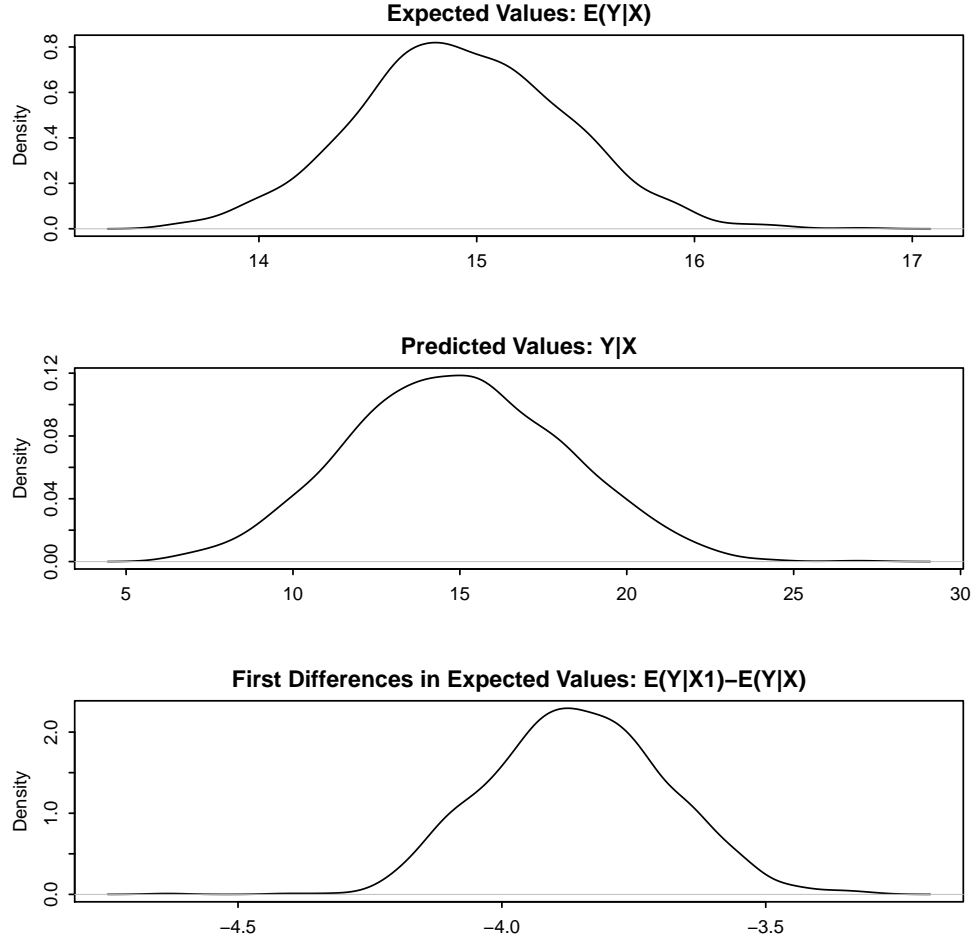 Expected Values: E(Y|X)
Density
0.0 0.2 0.4 0.6 0.8
14 15 16 17
Predicted Values: Y|X
Density
0.00 0.04 0.08 0.12
5 10 15 20 25 30
First Differences in Expected Values: E(Y|X1)−E(Y|X)
Density
0.0 1.0 2.0
−4.5 −4.0 −3.5